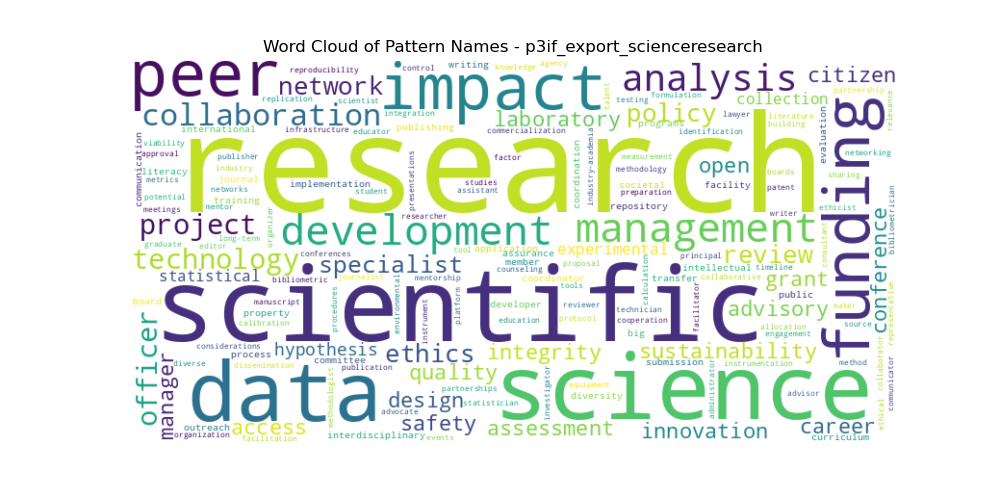 Word Cloud of Pattern Names - p3if_export_scienceresearch
peer
reproducibility
control
writing
knowledge
agency
network
impact
analysis
citizen
partnership
replication
scientist
integration
talent
testing
formulation
collection
literature
relevance
collaboration
laboratory
policy
programs
lawyer
building
international
infrastructure
educator
publishing
commercialization
identification
evaluation
funding
communication
viability
approval
publisher
research
factor
coordination
industry-academia
measurement
boards
networking
literacy
industry
implementation
presentations
studies
methodology
open
sharing
metrics
networks
journal
student
assistant
societal
facility
patent
ethicist
potential
training
preparation
repository
bibliometrician
meetings
mentor
organizer
researcher
writer
project
development
management
conference
consultant
graduate
editor
long-term
conferences
tool
application
experimental
principal
review
technology
specialist
assurance
member
counseling
proposal
collaborative
timeline
intellectual
statistical
bibliometric
journalist
mentorship
coordinator
transfer
grant
public
board
manuscript
procedures
environmental
platform
tools
calculation
facilitator
maker
representative
property
scientific
developer
reviewer
advisory
source
calibration
instrument
education
protocol
technician
cooperation
allocation
engagement
officer
considerations
process
hypothesis
ethics
integrity
big
sustainability
method
manager
diverse
dissemination
committee
publication
quality
submission
instrumentation
collaborator
communicator
data
methodologist
partnerships
investigator
equipment
diversity
administrator
science
advisor
ethical
design
statistician
outreach
access
advocate
safety
assessment
innovation
career
organization
facilitation
interdisciplinary
events
curriculum